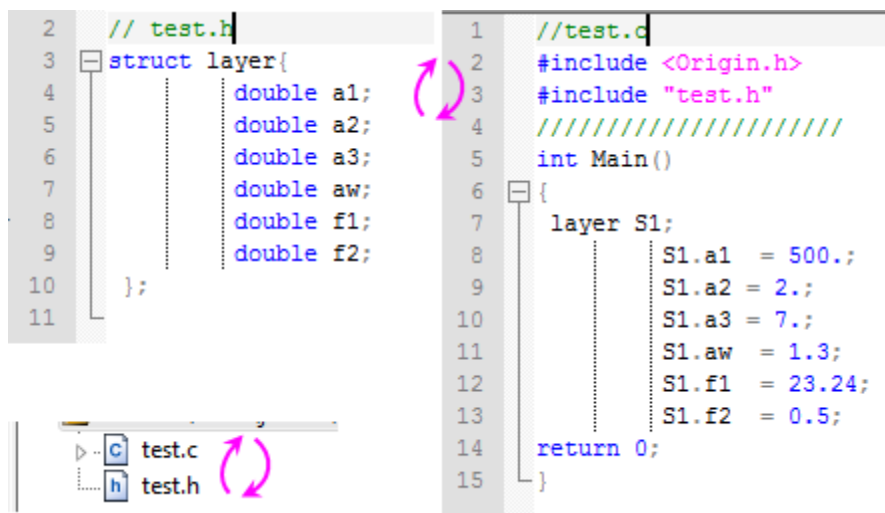 2 // test.h
3 struct layer{
4 double a1;
5 double a2;
6 double a3;
7 double aw;
8 double f1;
9 double f2;
10 };
11
1 //test.c
2 #include <Origin.h>
3 #include "test.h"
4 //////////////////////
5 int Main()
6 {
7 layer S1;
8 S1.a1 = 500.;
9 S1.a2 = 2.;
10 S1.a3 = 7.;
11 S1.aw = 1.3;
12 S1.f1 = 23.24;
13 S1.f2 = 0.5;
14 return 0;
15 }
c test.c
h test.h